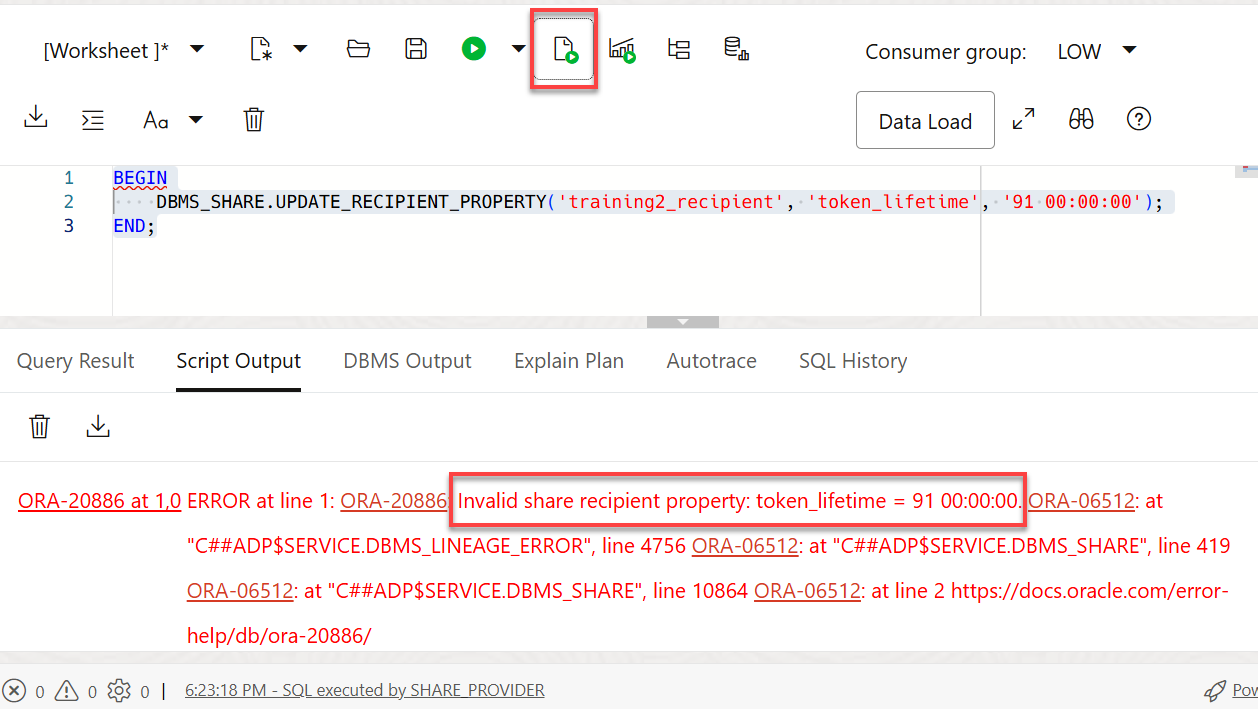 [Worksheet ]*
Consumer group: LOW
Aa
Data Load
1 BEGIN
2 DBMS_SHARE.UPDATE_RECIPIENT_PROPERTY('training2_recipient', 'token_lifetime', '91 00:00:00');
3 END;
Query Result Script Output DBMS Output Explain Plan Autotrace SQL History
ORA-20886 at 1,0 ERROR at line 1: ORA-20886: Invalid share recipient property: token_lifetime = 91 00:00:00. ORA-06512: at
"C##ADP$SERVICE.DBMS_LINEAGE_ERROR", line 4756 ORA-06512: at "C##ADP$SERVICE.DBMS_SHARE", line 419
ORA-06512: at "C##ADP$SERVICE.DBMS_SHARE", line 10864 ORA-06512: at line 2 https://docs.oracle.com/error-
help/db/ora-20886/
0 0 0 | 6:23:18 PM - SQL executed by SHARE_PROVIDER Pow